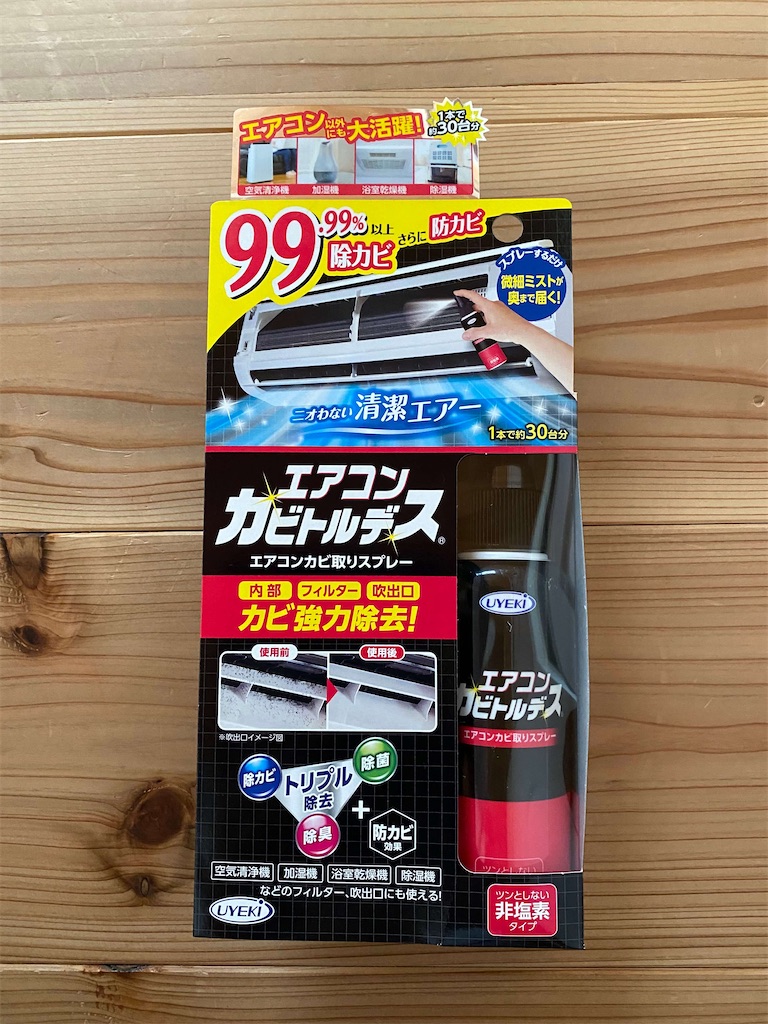 エアコン以外にも大活躍!
1本で約30台分
空気清浄機 加湿機 浴室乾燥機 除湿機
99.99%以上除カビ さらに防カビ
スプレーするだけ
微細ミストが
奥まで届く!
ニオわない清潔エアー
1本で約30台分
エアコン
カビトルデス®
エアコンカビ取りスプレー
内部 フィルター 吹出口
カビ強力除去!
使用前 使用後
※吹出口イメージ図
除カビ トリプル除去 除菌
除臭
+
防カビ効果
空気清浄機 加湿機 浴室乾燥機 除湿機
などのフィルター、吹出口にも使える!
UYEKI
UYEKI
エアコン
カビトルデス
エアコンカビ取りスプレー
ツンとしない
ツンとしない
非塩素
タイプ